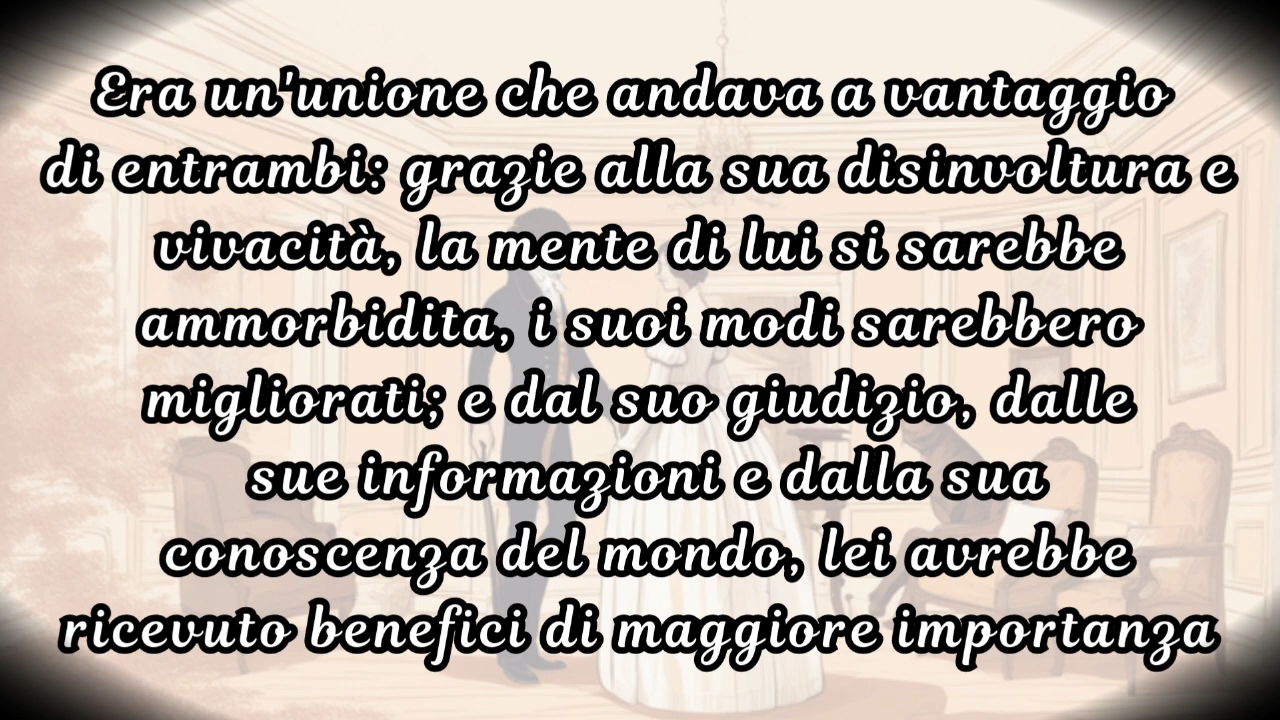 Era un'unione che andava a vantaggio
di entrambi: grazie alla sua disinvoltura e
vivacità, la mente di lui si sarebbe
ammorbidita, i suoi modi sarebbero
migliorati; e dal suo giudizio, dalle
sue informazioni e dalla sua
conoscenza del mondo, lei avrebbe
ricevuto benefici di maggiore importanza